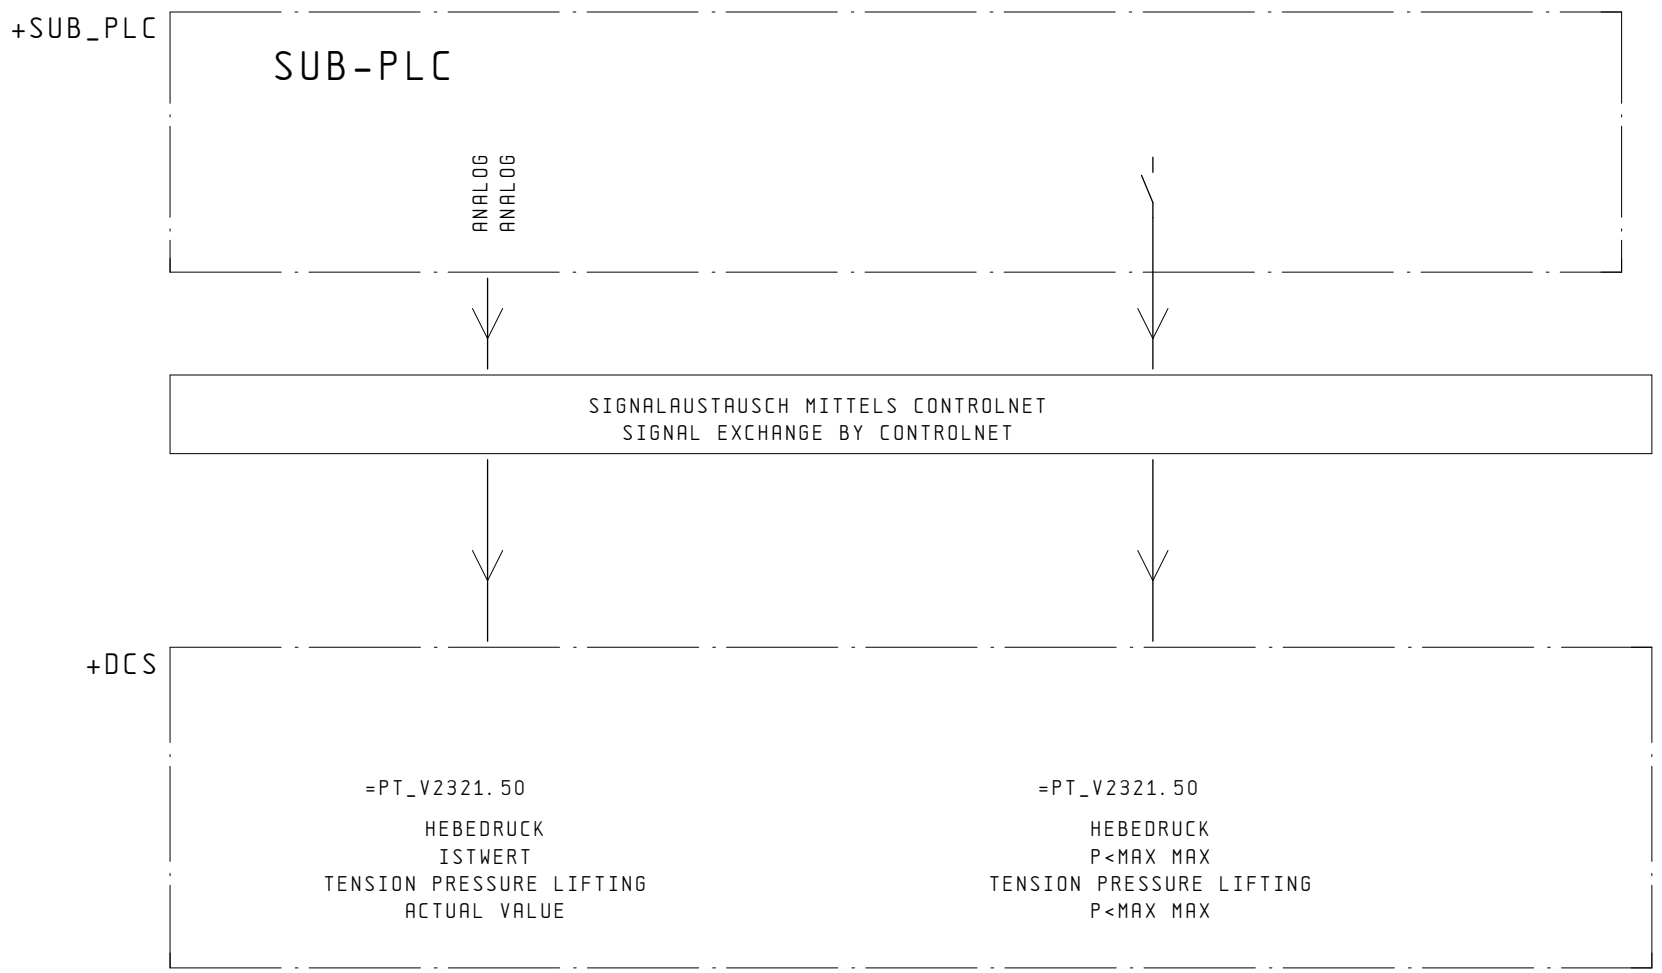 +SUB_PLC
SUB-PLC
ANALOG
ANALOG
SIGNALAUSTAUSCH MITTELS CONTROLNET
SIGNAL EXCHANGE BY CONTROLNET
+DCS
=PT_V2321.50
HEBEDRUCK
ISTWERT
TENSION PRESSURE LIFTING
ACTUAL VALUE
=PT_V2321.50
HEBEDRUCK
P<MAX MAX
TENSION PRESSURE LIFTING
P<MAX MAX